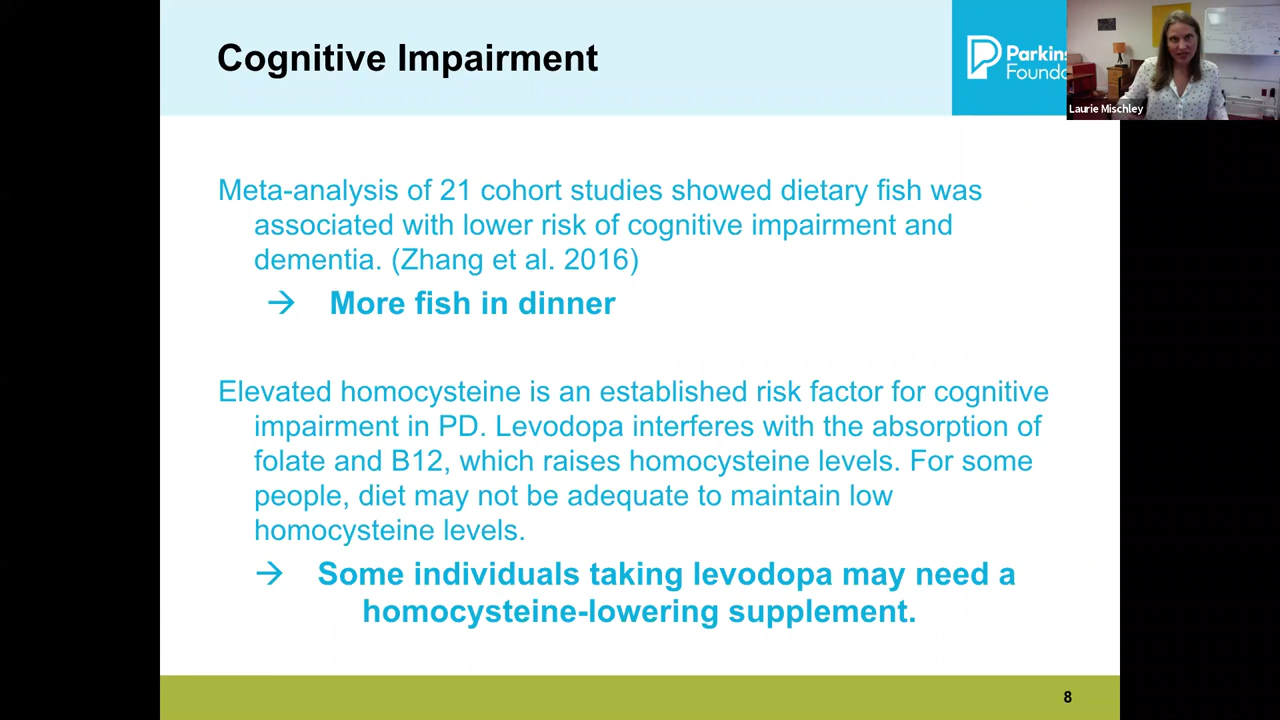 Cognitive Impairment
Parkins
Founda
Laurie Mischley
Meta-analysis of 21 cohort studies showed dietary fish was
associated with lower risk of cognitive impairment and
dementia. (Zhang et al. 2016)
→ More fish in dinner
Elevated homocysteine is an established risk factor for cognitive
impairment in PD. Levodopa interferes with the absorption of
folate and B12, which raises homocysteine levels. For some
people, diet may not be adequate to maintain low
homocysteine levels.
→ Some individuals taking levodopa may need a
homocysteine-lowering supplement.
8